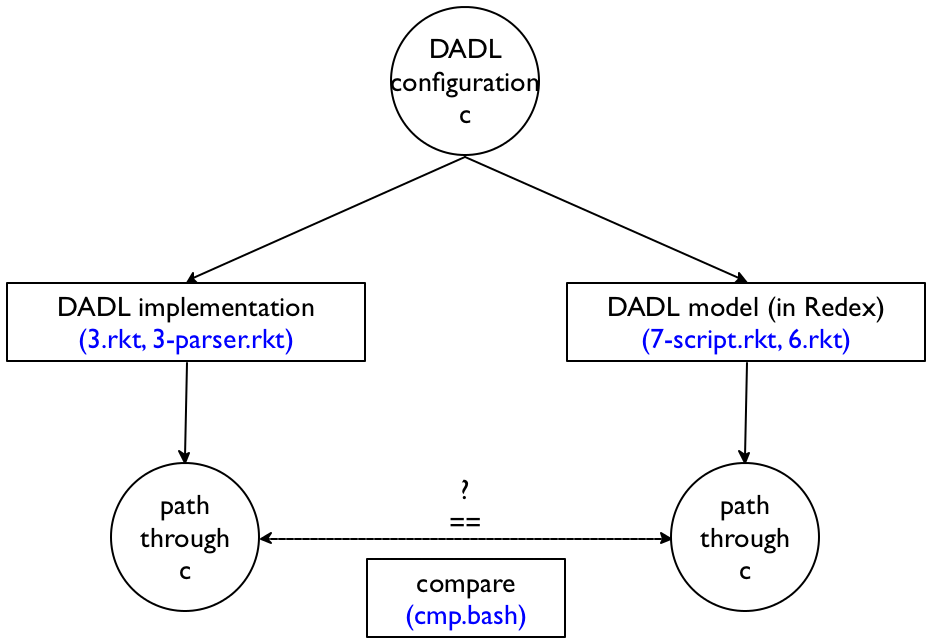 DADL
configuration
c
DADL implementation
(3.rkt, 3-parser.rkt)
DADL model (in Redex)
(7-script.rkt, 6.rkt)
path
through
c
?
==
path
through
c
compare
(cmp.bash)